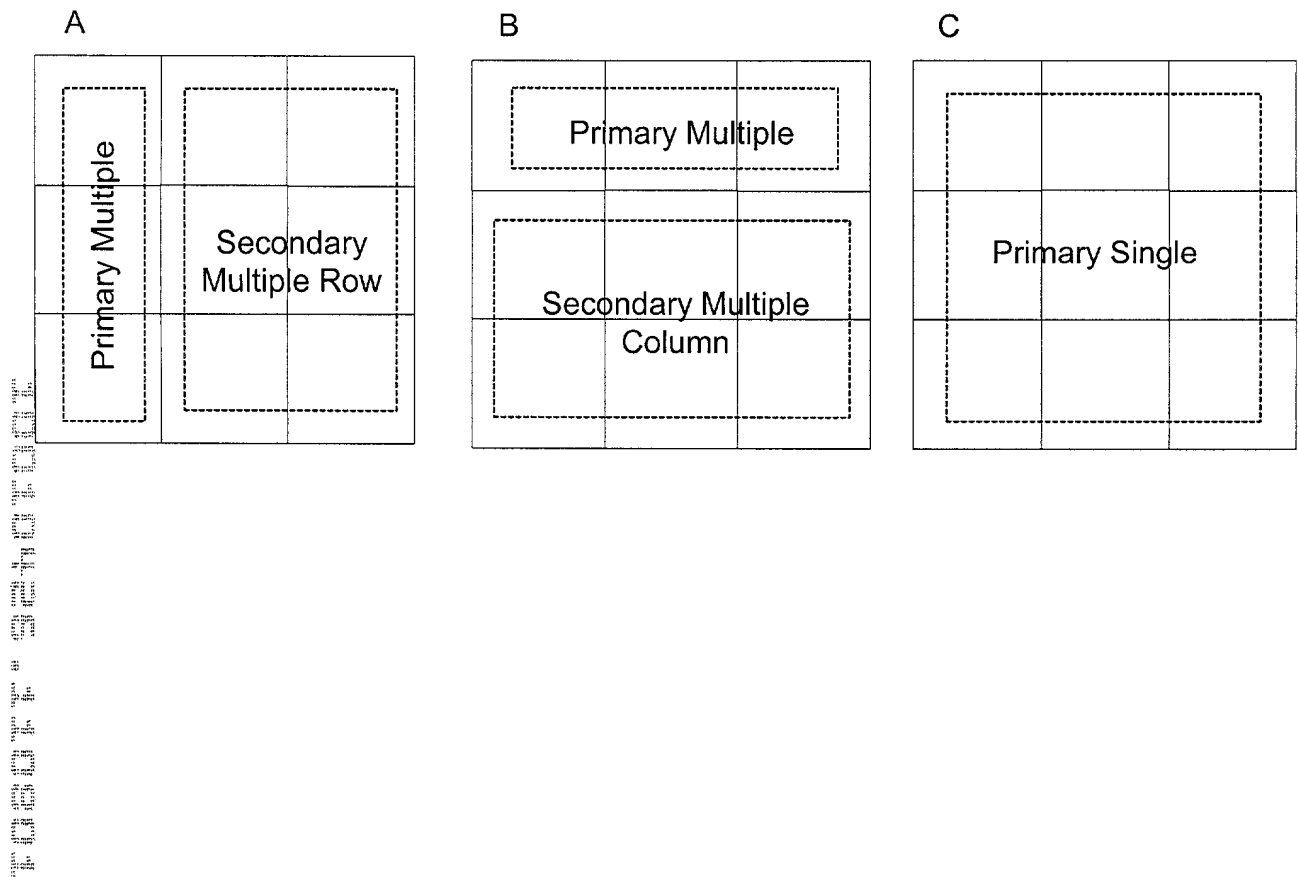 A
Primary Multiple
Secondary
Multiple Row
B
Primary Multiple
Secondary Multiple
Column
C
Primary Single